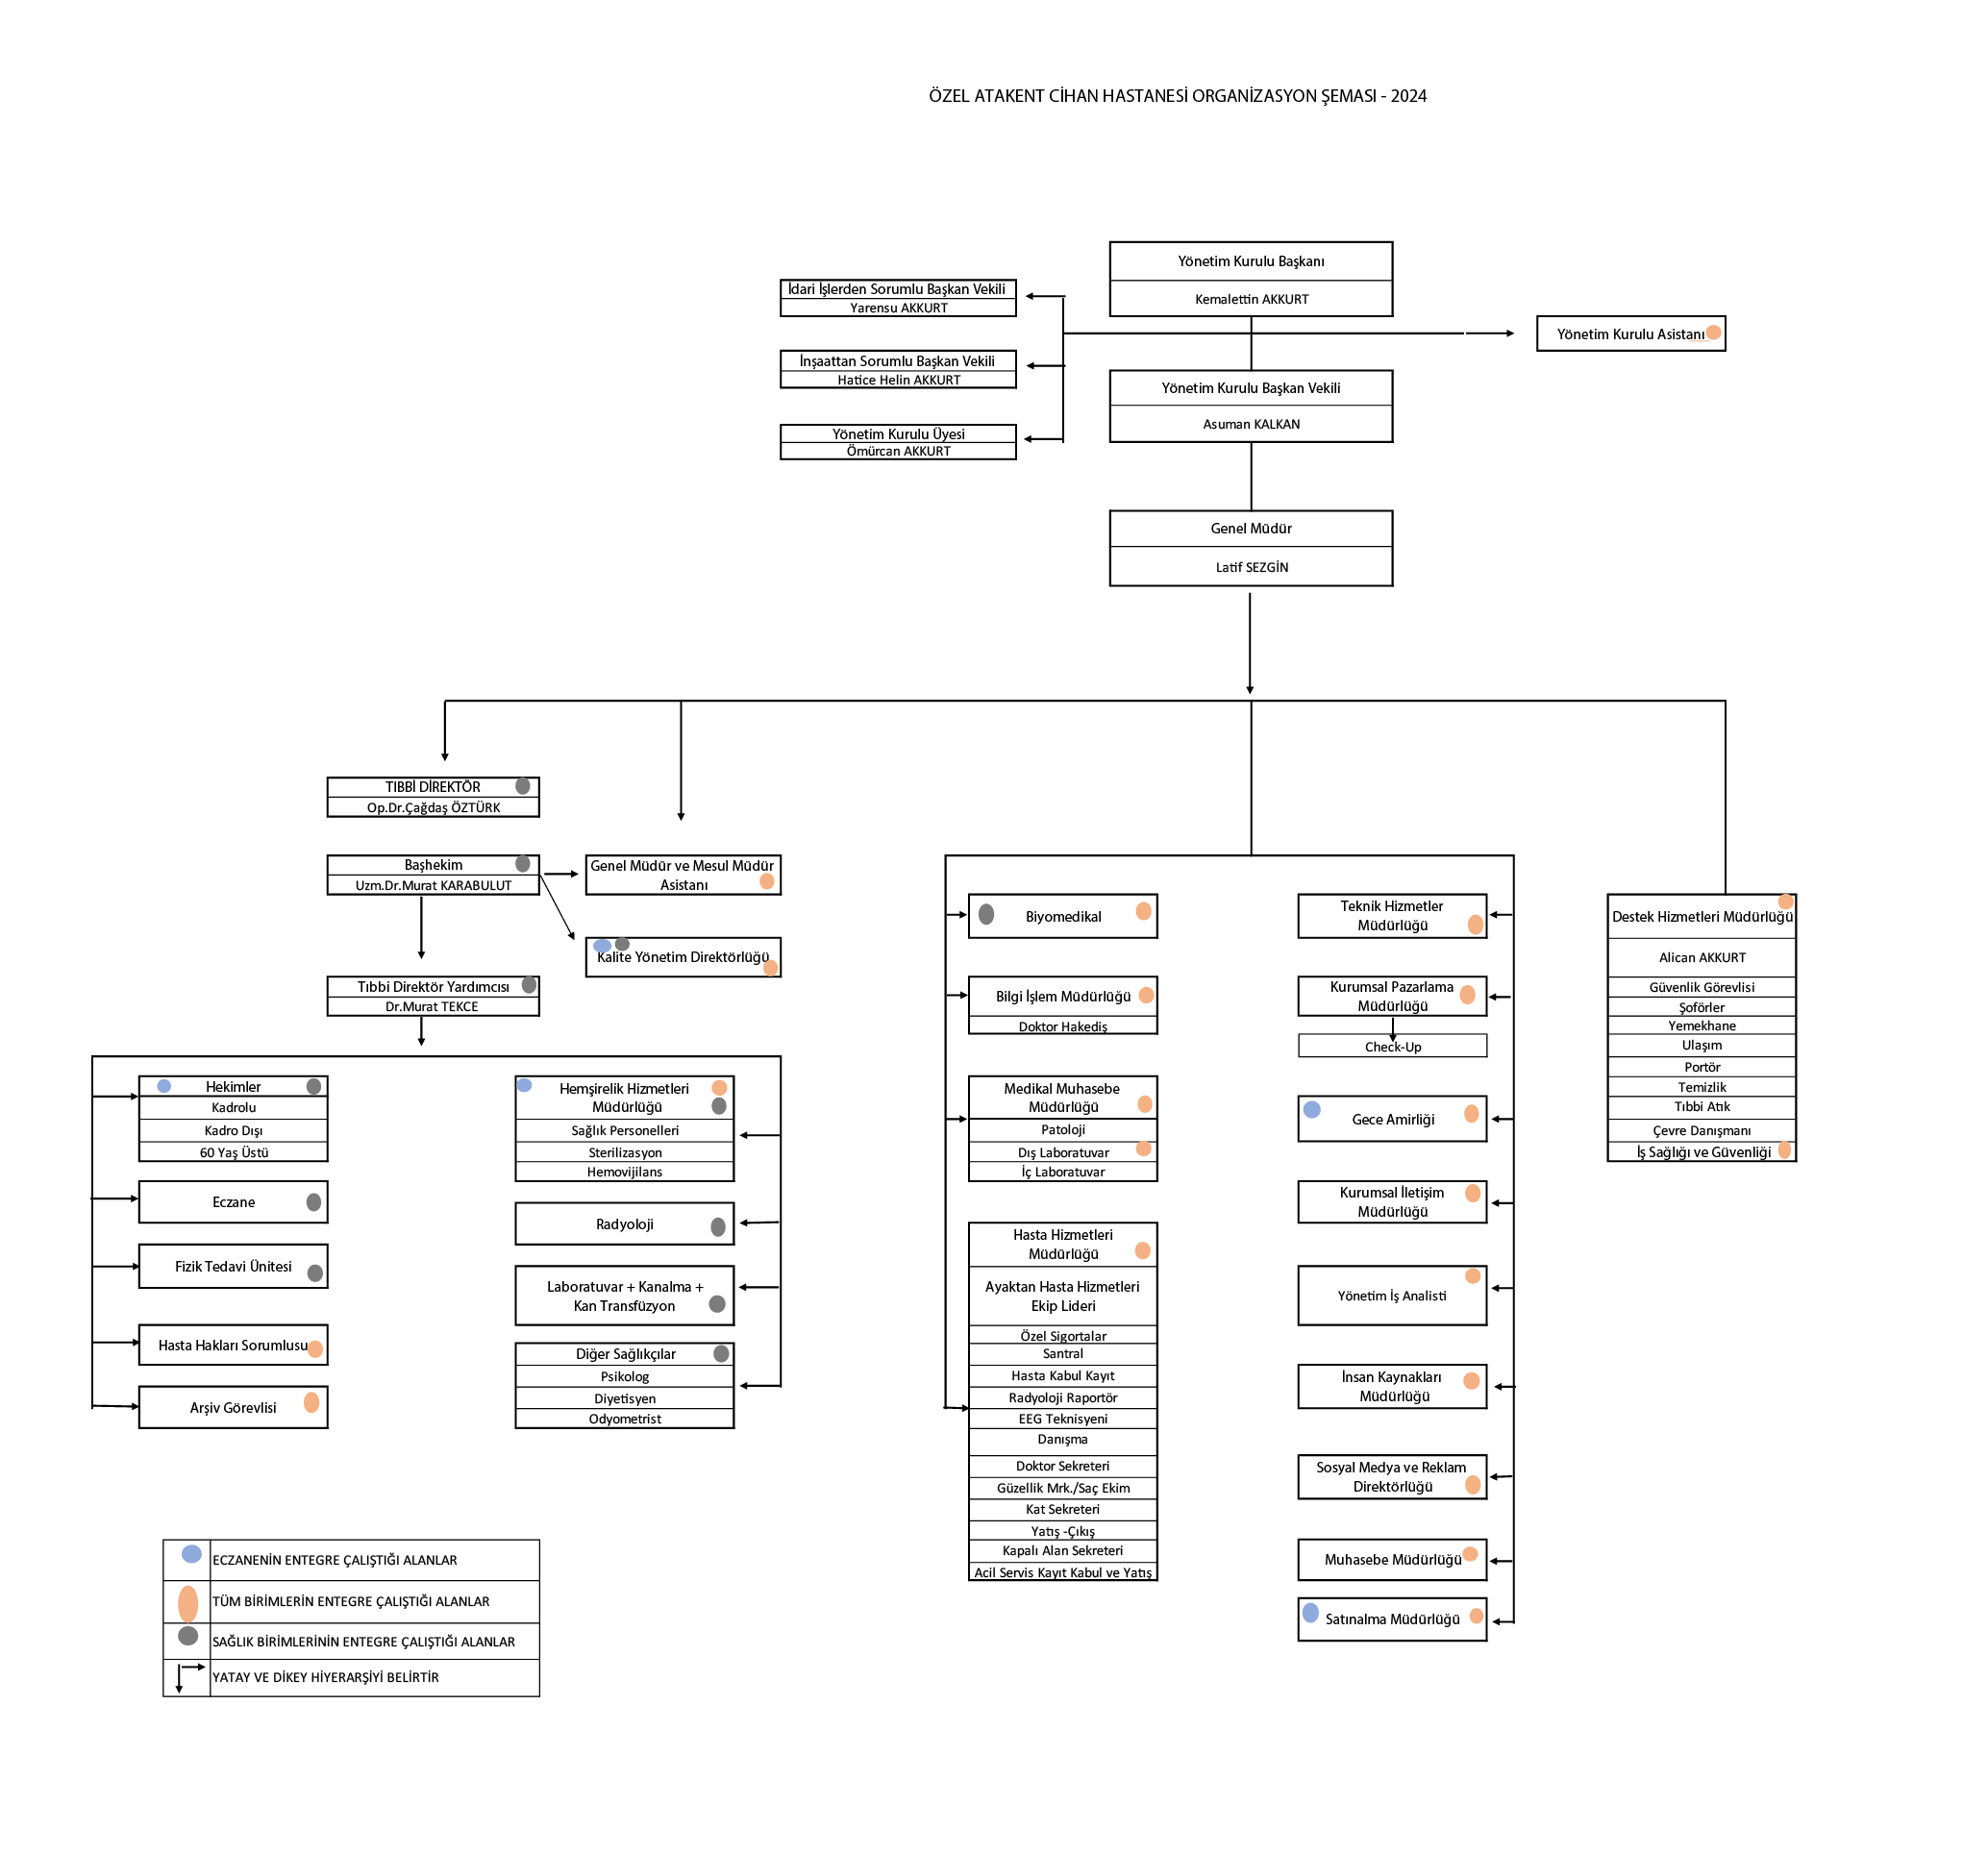 ÖZEL ATAKENT CİHAN HASTANESİ ORGANİZASYON ŞEMASI - 2024
Yönetim Kurulu Başkanı
Kemalettin AKKURT
İdari İşlerden Sorumlu Başkan Vekili
Yarensu AKKURT
Yönetim Kurulu Asistanı
İnşaattan Sorumlu Başkan Vekili
Hatice Helin AKKURT
Yönetim Kurulu Başkan Vekili
Asuman KALKAN
Yönetim Kurulu Üyesi
Ömürcan AKKURT
Genel Müdür
Latif SEZGİN
TIBBİ DİREKTÖR
Op.Dr.Çağdaş ÖZTÜRK
Başhekim
Uzm.Dr.Murat KARABULUT
Genel Müdür ve Mesul Müdür
Asistanı
Kalite Yönetim Direktörlüğü
Tıbbi Direktör Yardımcısı
Dr.Murat TEKCE
Hekimler
Kadrolu
Kadro Dışı
60 Yaş Üstü
Eczane
Fizik Tedavi Ünitesi
Hasta Hakları Sorumlusu
Arşiv Görevlisi
Hemşirelik Hizmetleri
Müdürlüğü
Sağlık Personelleri
Sterilizasyon
Hemovijilans
Radyoloji
Laboratuvar + Kanalma +
Kan Transfüzyon
Diğer Sağlıkçılar
Psikolog
Diyetisyen
Odyometrist
Biyomedikal
Bilgi İşlem Müdürlüğü
Doktor Hakediş
Medikal Muhasebe
Müdürlüğü
Patoloji
Dış Laboratuvar
İç Laboratuvar
Hasta Hizmetleri
Müdürlüğü
Ayaktan Hasta Hizmetleri
Ekip Lideri
Özel Sigortalar
Santral
Hasta Kabul Kayıt
Radyoloji Raportör
EEG Teknisyeni
Danışma
Doktor Sekreteri
Güzellik Mrk./Saç Ekim
Kat Sekreteri
Yatış -Çıkış
Kapalı Alan Sekreteri
Acil Servis Kayıt Kabul ve Yatış
Teknik Hizmetler
Müdürlüğü
Kurumsal Pazarlama
Müdürlüğü
Check-Up
Gece Amirliği
Kurumsal İletişim
Müdürlüğü
Yönetim İş Analisti
İnsan Kaynakları
Müdürlüğü
Sosyal Medya ve Reklam
Direktörlüğü
Muhasebe Müdürlüğü
Satınalma Müdürlüğü
Destek Hizmetleri Müdürlüğü
Alican AKKURT
Güvenlik Görevlisi
Şoförler
Yemekhane
Ulaşım
Portör
Temizlik
Tıbbi Atık
Çevre Danışmanı
İş Sağlığı ve Güvenliği
ECZANENİN ENTEGRE ÇALIŞTIĞI ALANLAR
TÜM BİRİMLERİN ENTEGRE ÇALIŞTIĞI ALANLAR
SAĞLIK BİRİMLERİNİN ENTEGRE ÇALIŞTIĞI ALANLAR
YATAY VE DİKEY HİYERARŞİYİ BELİRTİR